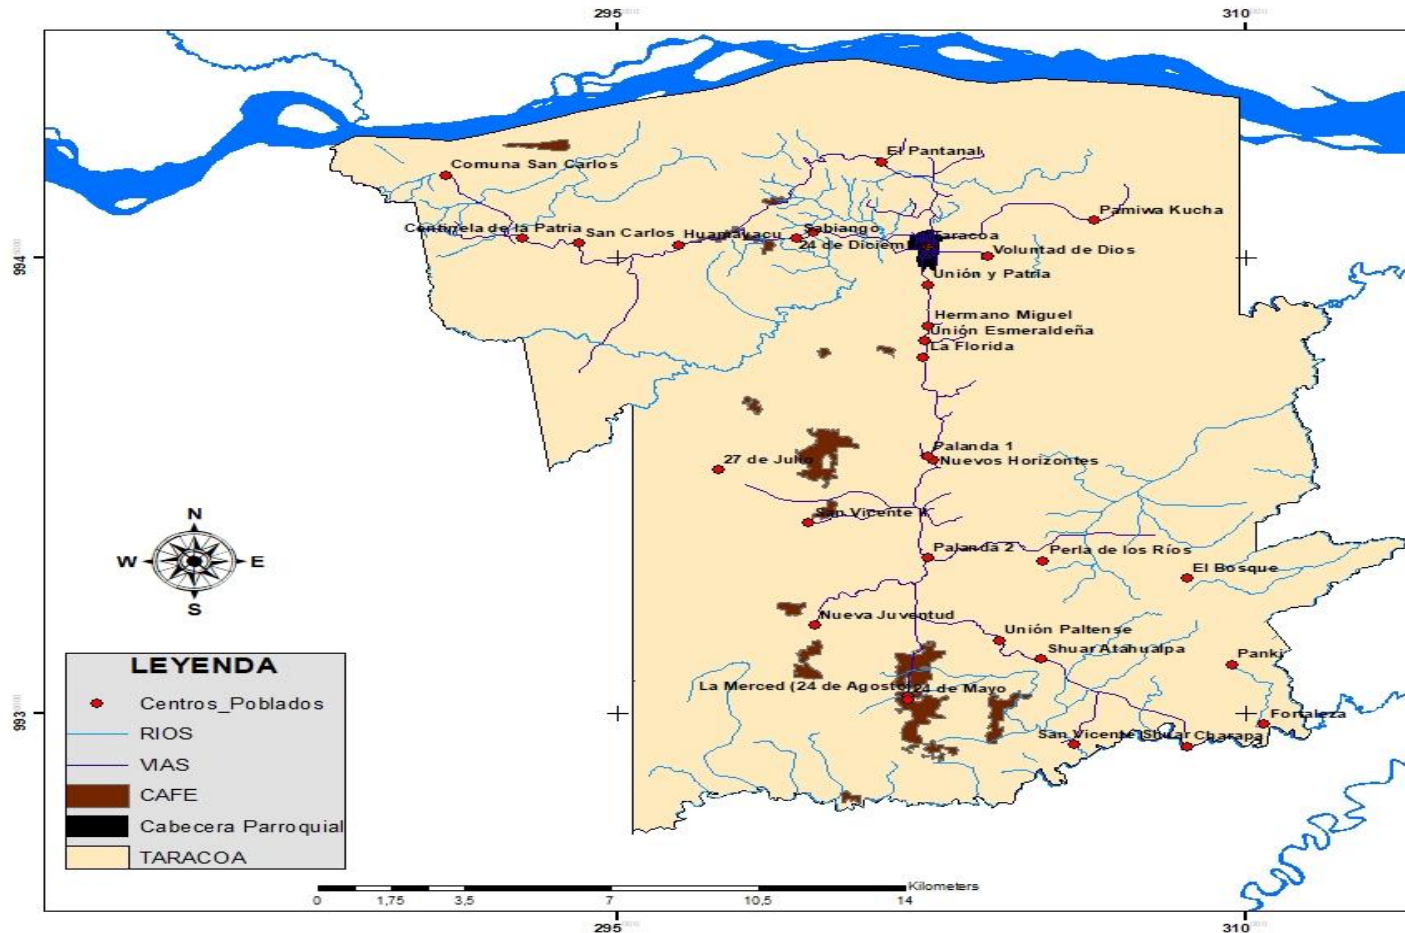 295
310
Comuna San Carlos
El Pantanal
Pamiwa Kucha
Centinela de la Patria
San Carlos
Huamayacu
Sabiango
24 de Diciem
Taracoa
Voluntad de Dios
994
994
Unión y Patria
Hermano Miguel
Unión Esmeraldeña
La Florida
Palanda 1
Nuevos Horizontes
27 de Julio
San Vicente II
Palanda 2
Perla de los Ríos
El Bosque
N
W
E
S
Nueva Juventud
Unión Paltense
Shuar Atahualpa
Panki
La Merced (24 de Agosto)
24 de Mayo
Fortaleza
San Vicente Shuar
Charapa
993
993
LEYENDA
Centros_Poblados
RIOS
VIAS
CAFE
Cabecera Parroquial
TARACOA
Kilometers
0
1,75
3,5
7
10,5
14
295
310